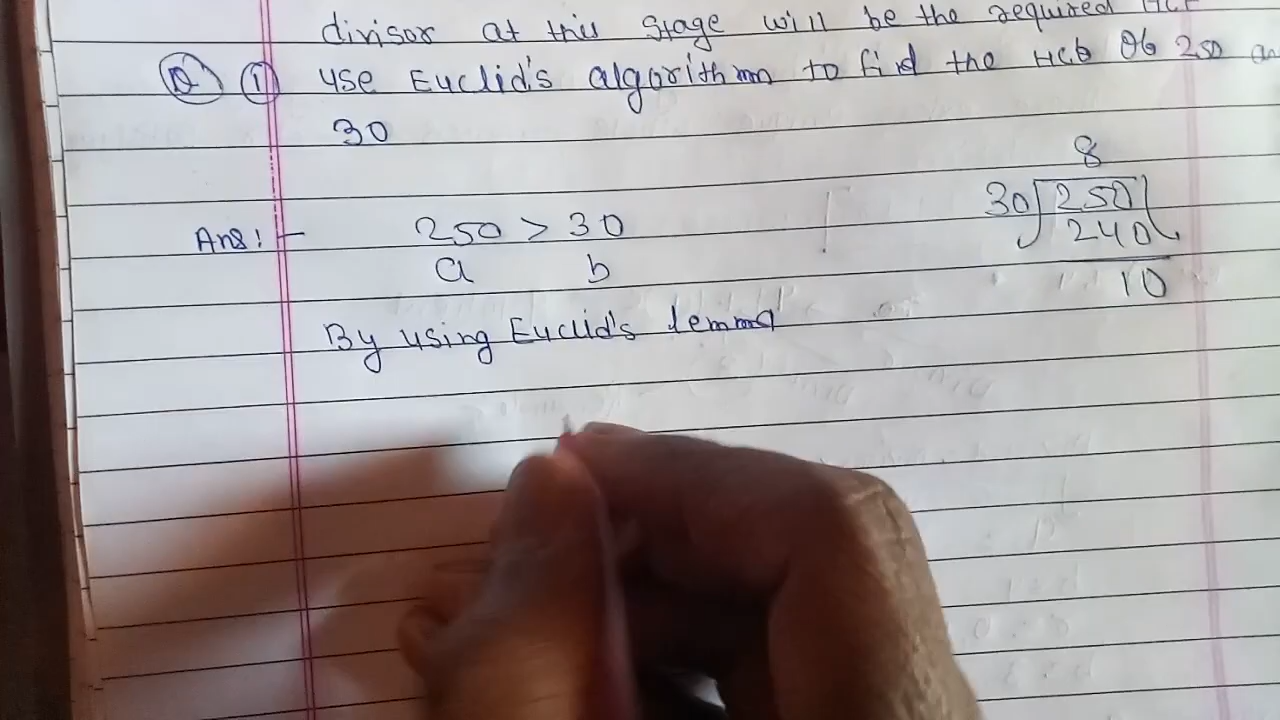 divisor at this stage will be the required HCF
Q ① use Euclid's algorithm to find the HCF Of 250 an
30
Ans:- 250 > 30
a b
By using Euclid's lemma
8
30 250
240
10